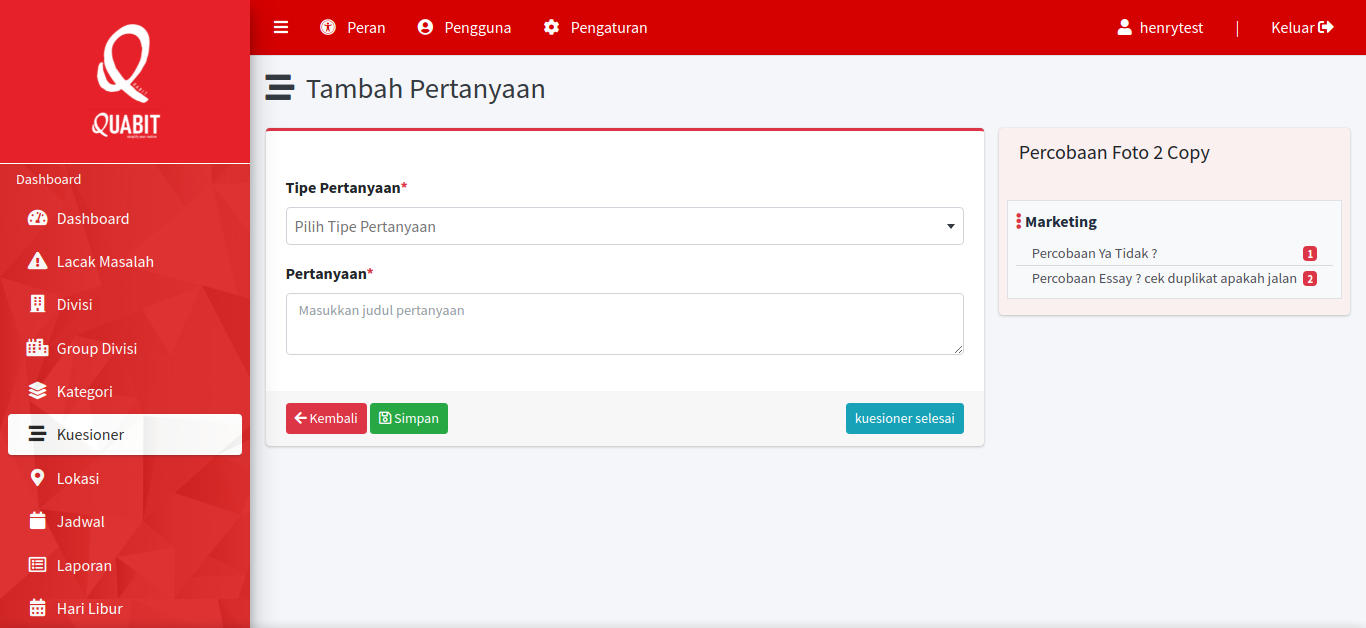 QUABIT
Dashboard
Dashboard
Lacak Masalah
Divisi
Group Divisi
Kategori
Kuesioner
Lokasi
Jadwal
Laporan
Hari Libur
Peran Pengguna Pengaturan henrytest | Keluar
Tambah Pertanyaan
Tipe Pertanyaan*
Pilih Tipe Pertanyaan
Pertanyaan*
Masukkan judul pertanyaan
Kembali Simpan kuesioner selesai
Percobaan Foto 2 Copy
Marketing
Percobaan Ya Tidak ? 1
Percobaan Essay ? cek duplikat apakah jalan 2